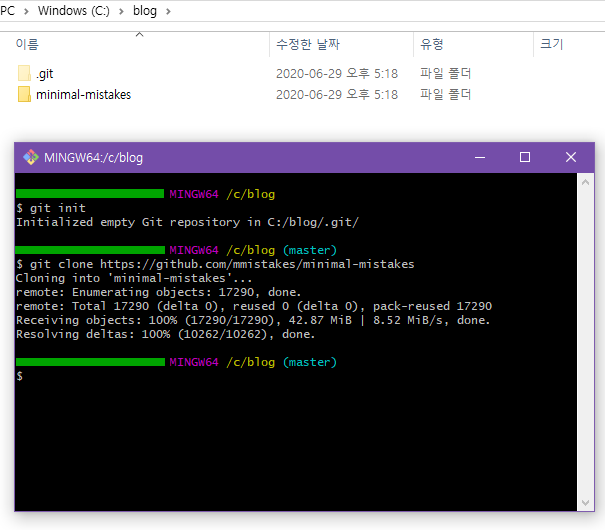 PC > Windows (C:) > blog >
이름 수정한 날짜 유형 크기
.git 2020-06-29 오후 5:18 파일 폴더
minimal-mistakes 2020-06-29 오후 5:18 파일 폴더
MINGW64:/c/blog
MINGW64 /c/blog
$ git init
Initialized empty Git repository in C:/blog/.git/
MINGW64 /c/blog (master)
$ git clone https://github.com/mmistakes/minimal-mistakes
Cloning into 'minimal-mistakes'...
remote: Enumerating objects: 17290, done.
remote: Total 17290 (delta 0), reused 0 (delta 0), pack-reused 17290
Receiving objects: 100% (17290/17290), 42.87 MiB | 8.52 MiB/s, done.
Resolving deltas: 100% (10262/10262), done.
MINGW64 /c/blog (master)
$